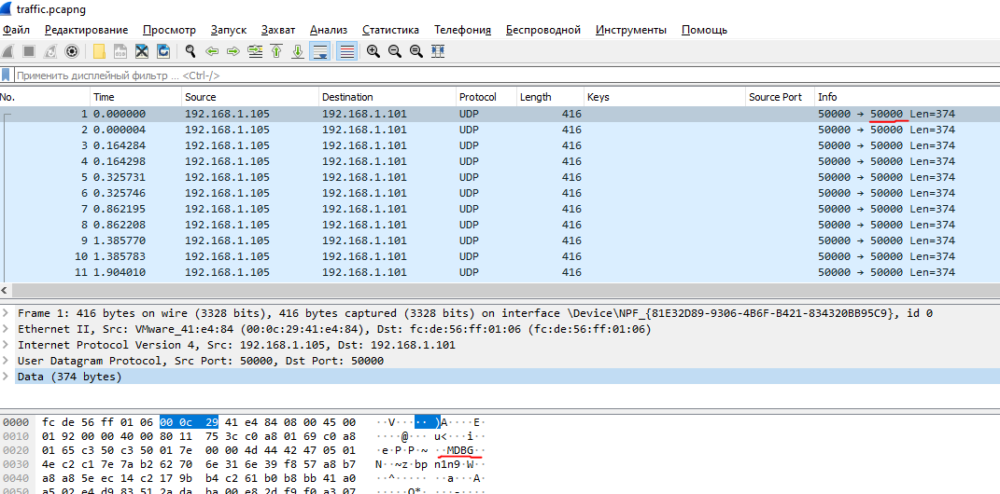 traffic.pcapng
Файл Редактирование Просмотр Запуск Захват Анализ Статистика Телефония Беспроводной Инструменты Помощь
Применить дисплейный фильтр ... <Ctrl-/>
No. Time Source Destination Protocol Length Keys Source Port Info
1 0.000000 192.168.1.105 192.168.1.101 UDP 416 50000 → 50000 Len=374
2 0.000004 192.168.1.105 192.168.1.101 UDP 416 50000 → 50000 Len=374
3 0.164284 192.168.1.105 192.168.1.101 UDP 416 50000 → 50000 Len=374
4 0.164298 192.168.1.105 192.168.1.101 UDP 416 50000 → 50000 Len=374
5 0.325731 192.168.1.105 192.168.1.101 UDP 416 50000 → 50000 Len=374
6 0.325746 192.168.1.105 192.168.1.101 UDP 416 50000 → 50000 Len=374
7 0.862195 192.168.1.105 192.168.1.101 UDP 416 50000 → 50000 Len=374
8 0.862208 192.168.1.105 192.168.1.101 UDP 416 50000 → 50000 Len=374
9 1.385770 192.168.1.105 192.168.1.101 UDP 416 50000 → 50000 Len=374
10 1.385783 192.168.1.105 192.168.1.101 UDP 416 50000 → 50000 Len=374
11 1.904010 192.168.1.105 192.168.1.101 UDP 416 50000 → 50000 Len=374
Frame 1: 416 bytes on wire (3328 bits), 416 bytes captured (3328 bits) on interface \Device\NPF_{81E32D89-9306-4B6F-B421-834320BB95C9}, id 0
Ethernet II, Src: VMware_41:e4:84 (00:0c:29:41:e4:84), Dst: fc:de:56:ff:01:06 (fc:de:56:ff:01:06)
Internet Protocol Version 4, Src: 192.168.1.105, Dst: 192.168.1.101
User Datagram Protocol, Src Port: 50000, Dst Port: 50000
Data (374 bytes)
0000 fc de 56 ff 01 06 00 0c 29 41 e4 84 08 00 45 00 ··V·····)A····E·
0010 01 92 00 00 40 00 80 11 75 3c c0 a8 01 69 c0 a8 ····@···u<···i··
0020 01 65 c3 50 c3 50 01 7e 00 00 4d 44 42 47 05 01 ·e·P·P·~··MDBG··
0030 4e c2 c1 7e 7a b2 62 70 6e 31 6e 39 f8 57 a8 b7 N··~z·bpn1n9·W··
0040 a8 a8 5e ec 14 c2 17 9b b4 c2 61 b0 b8 bb 41 a0 ··^·······a···A·